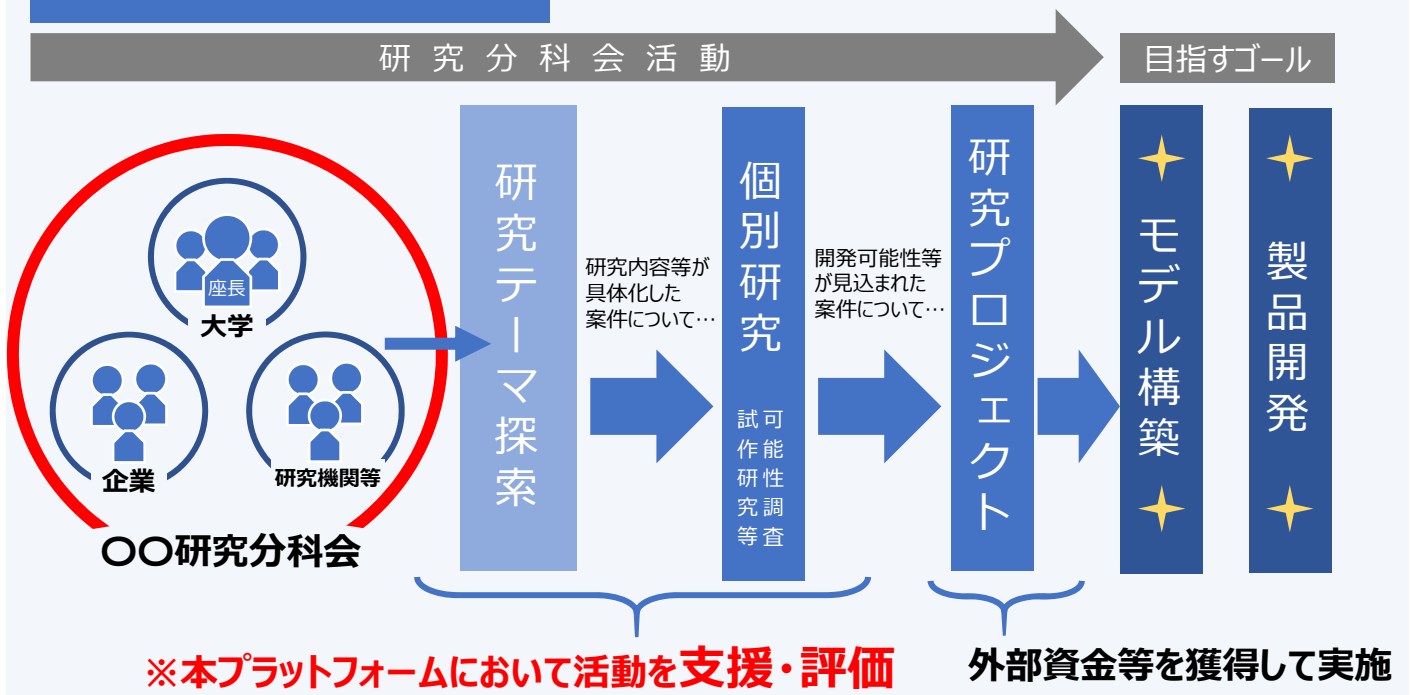 研究分科会活動
目指すゴール
座長
大学
企業
研究機関等
〇〇研究分科会
研究テーマ探索
研究内容等が
具体化した
案件について…
個別研究
可能性調査
試作研究等
開発可能性等
が見込まれた
案件について…
研究プロジェクト
モデル構築
製品開発
※本プラットフォームにおいて活動を支援・評価
外部資金等を獲得して実施